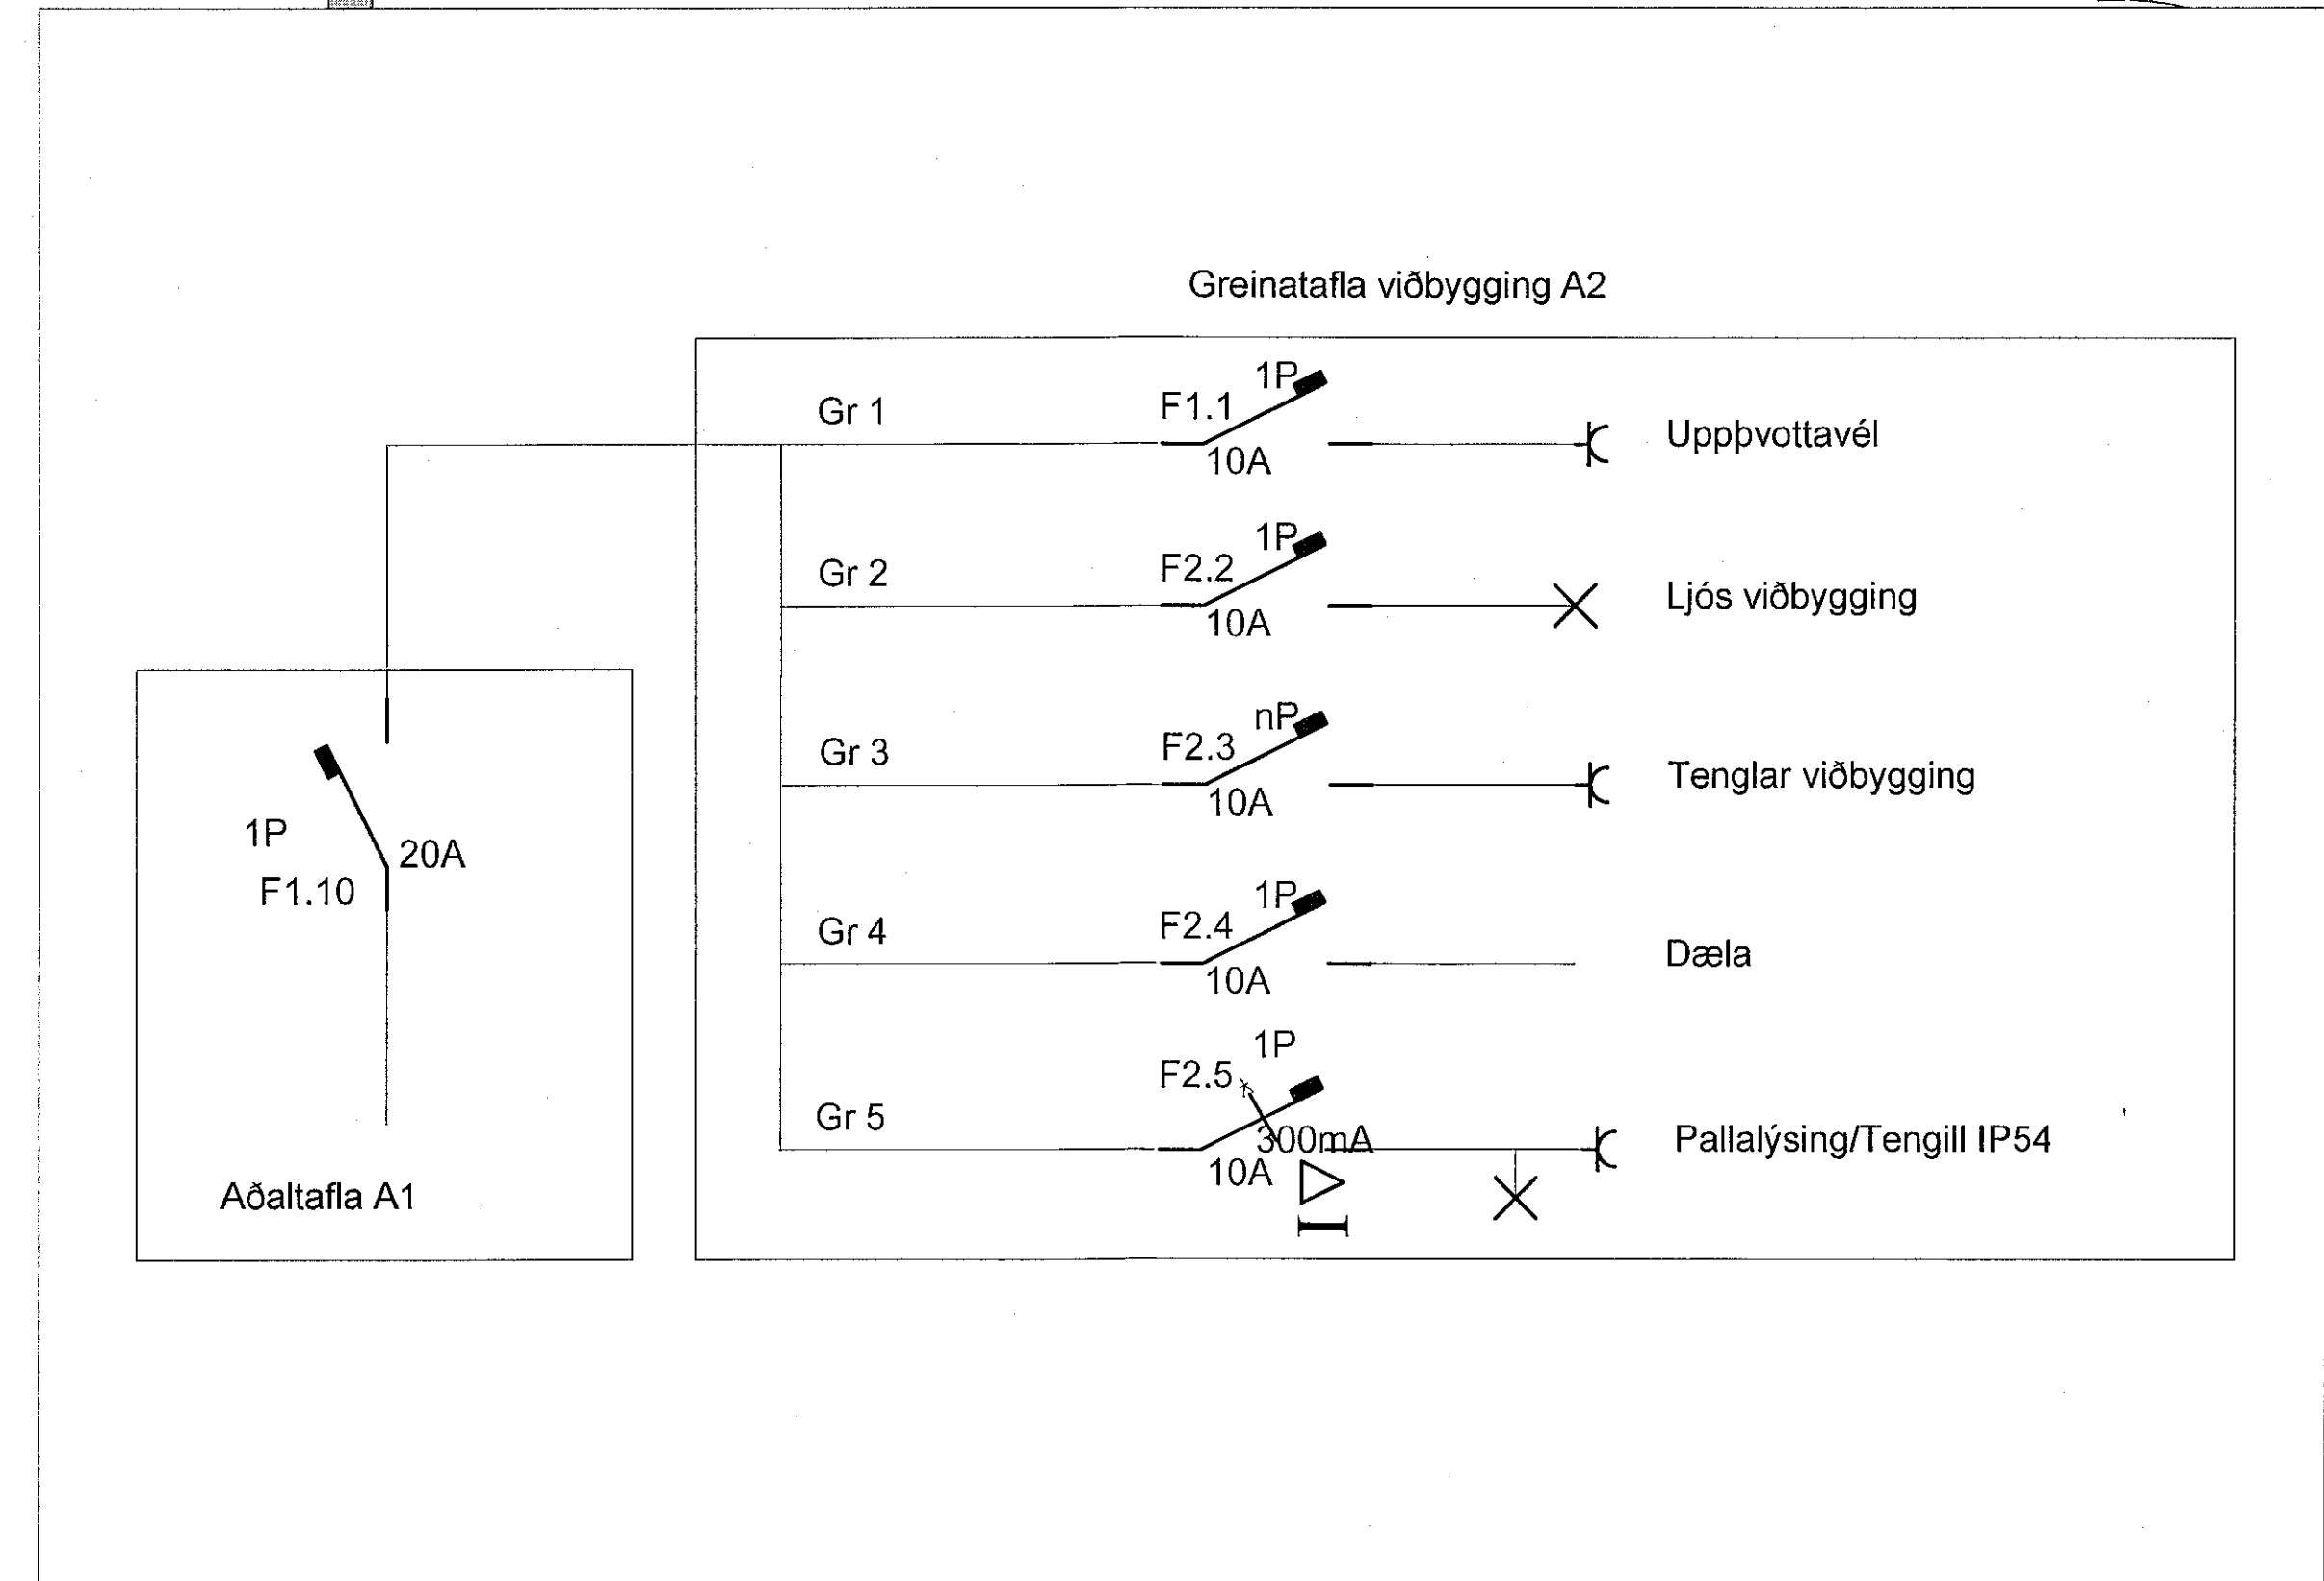 Greinatafla viðbygging A2
Gr 1
F1.1
1P
10A
Uppþvottavél
Gr 2
F2.2
1P
10A
Ljós viðbygging
Gr 3
F2.3
nP
10A
Tenglar viðbygging
Gr 4
F2.4
1P
10A
Dæla
Gr 5
F2.5
1P
300mA
10A
Pallalýsing/Tengill IP54
1P
20A
F1.10
Aðaltafla A1